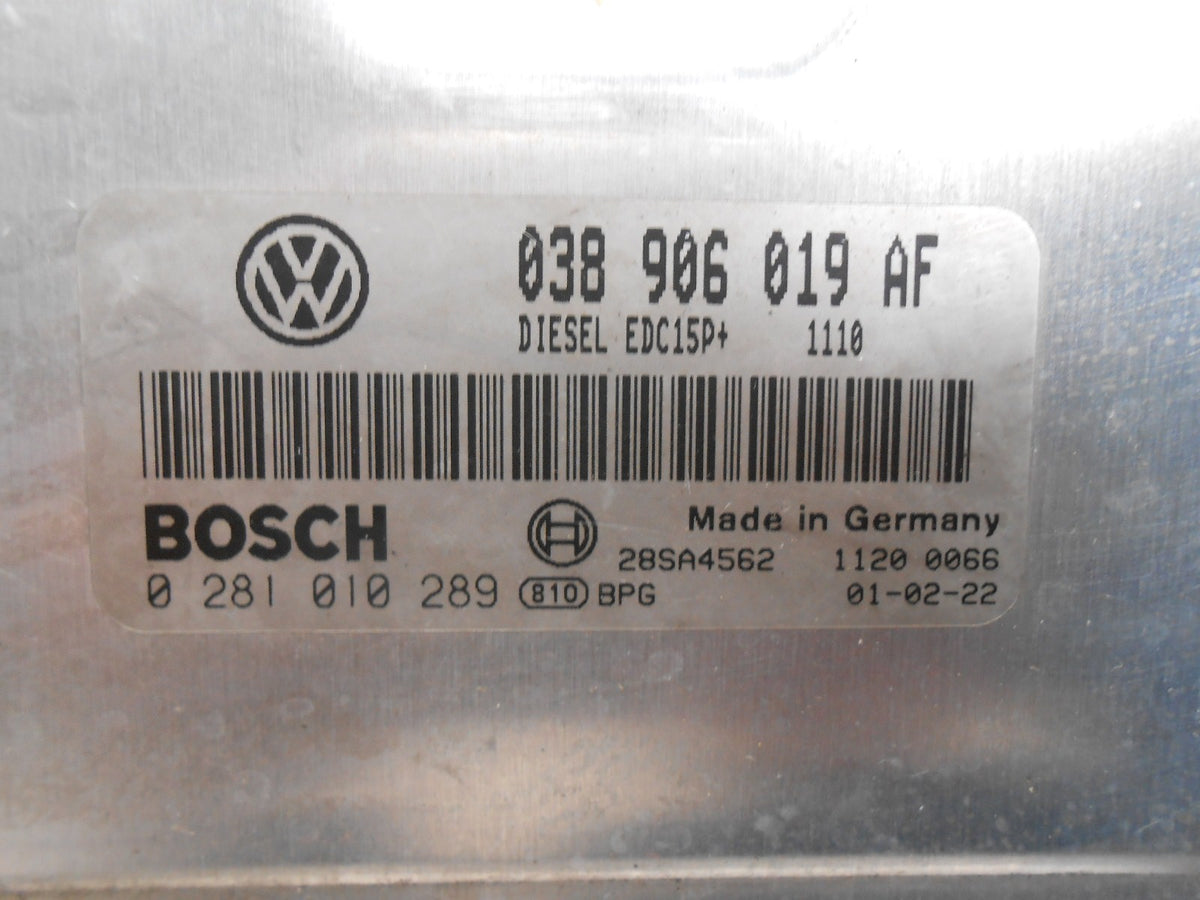 038 906 019 AF
DIESEL EDC15P+ 1110
BOSCH
Made in Germany
28SA4562 1120 0066
0 281 010 289 810 BPG 01-02-22